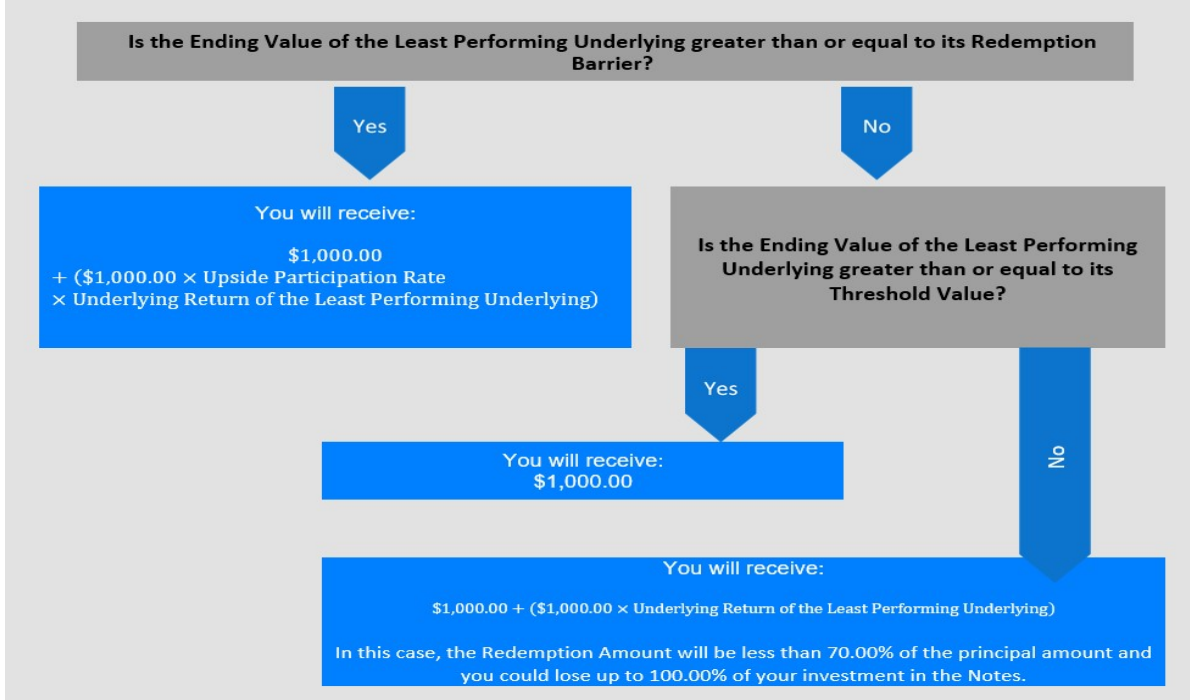 Is the Ending Value of the Least Performing Underlying greater than or equal to its Redemption
Barrier?
Yes
No
You will receive:
$1,000.00
+ ($1,000.00 × Upside Participation Rate
× Underlying Return of the Least Performing Underlying)
Is the Ending Value of the Least Performing
Underlying greater than or equal to its
Threshold Value?
Yes
No
You will receive:
$1,000.00
You will receive:
$1,000.00 + ($1,000.00 × Underlying Return of the Least Performing Underlying)
In this case, the Redemption Amount will be less than 70.00% of the principal amount and
you could lose up to 100.00% of your investment in the Notes.